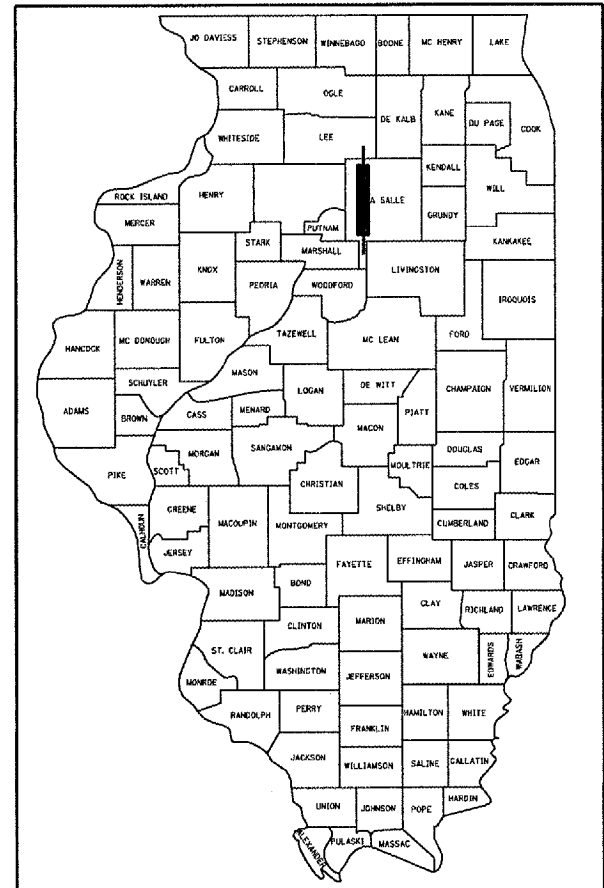 JO DAVIESS
STEPHENSON
WINNEBAGO
BOONE
MC HENRY
LAKE
CARROLL
OGLE
DE KALB
KANE
DU PAGE
COOK
WHITESIDE
LEE
KENDALL
WILL
ROCK ISLAND
HENRY
A SALLE
GRUNDY
MERCER
PUTNAM
KANKAKEE
STARK
MARSHALL
HENDERSON
WARREN
KNOX
PEORIA
WOODFORD
LIVINGSTON
IROQUOIS
HANCOCK
MC DONOUGH
FULTON
TAZEWELL
MC LEAN
FORD
SCHUYLER
MASON
LOGAN
DE WITT
CHAMPAIGN
VERMILION
ADAMS
BROWN
CASS
MENARD
PIATT
MACON
PIKE
SCOTT
MORGAN
SANGAMON
CHRISTIAN
MOULTRIE
DOUGLAS
EDGAR
COLES
CALHOUN
GREENE
MACOUPIN
MONTGOMERY
SHELBY
CUMBERLAND
CLARK
JERSEY
FAYETTE
EFFINGHAM
JASPER
CRAWFORD
MADISON
BOND
CLAY
RICHLAND
LAWRENCE
CLINTON
MARION
ST. CLAIR
WAYNE
EDWARDS
WABASH
WASHINGTON
JEFFERSON
MONROE
RANDOLPH
PERRY
HAMILTON
WHITE
FRANKLIN
JACKSON
WILLIAMSON
SALINE
GALLATIN
UNION
JOHNSON
POPE
HARDIN
ALEXANDER
PULASKI
MASSAC